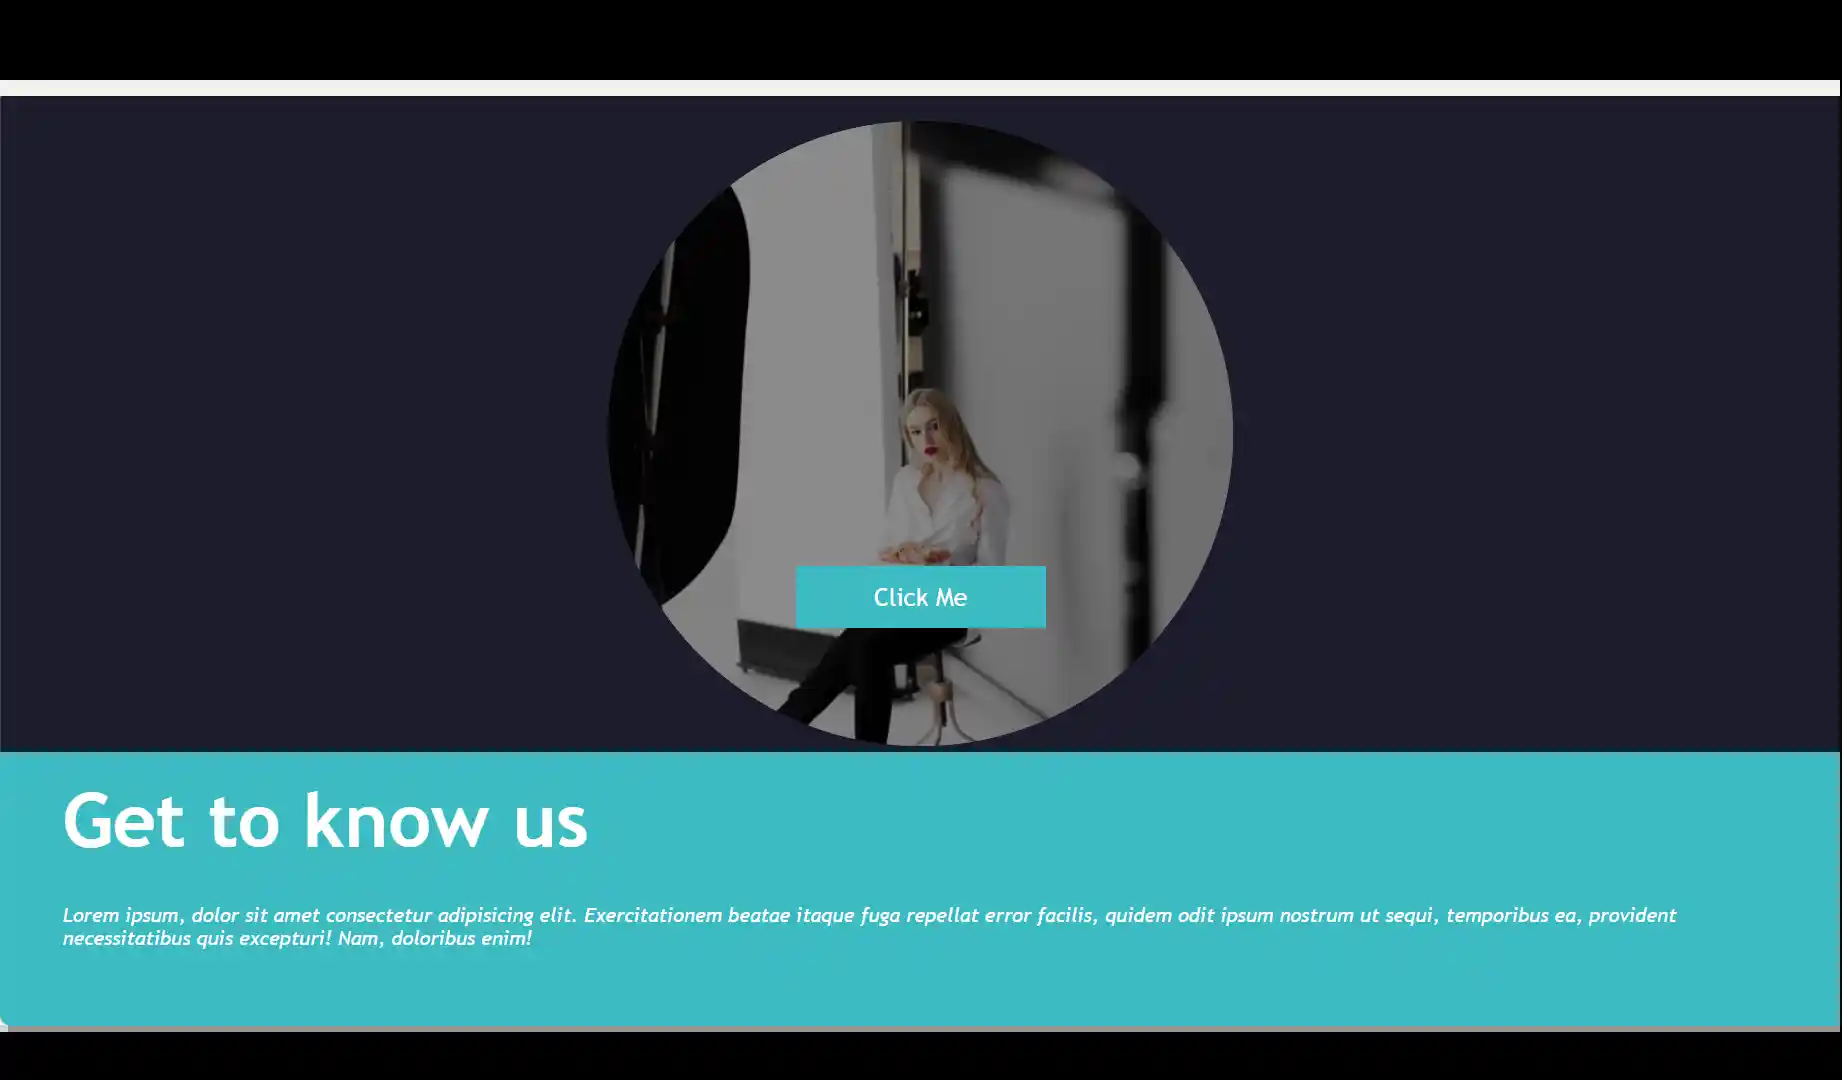 Click Me
Get to know us
Lorem ipsum, dolor sit amet consectetur adipisicing elit. Exercitationem beatae itaque fuga repellat error facilis, quidem odit ipsum nostrum ut sequi, temporibus ea, provident
necessitatibus quis excepturi! Nam, doloribus enim!